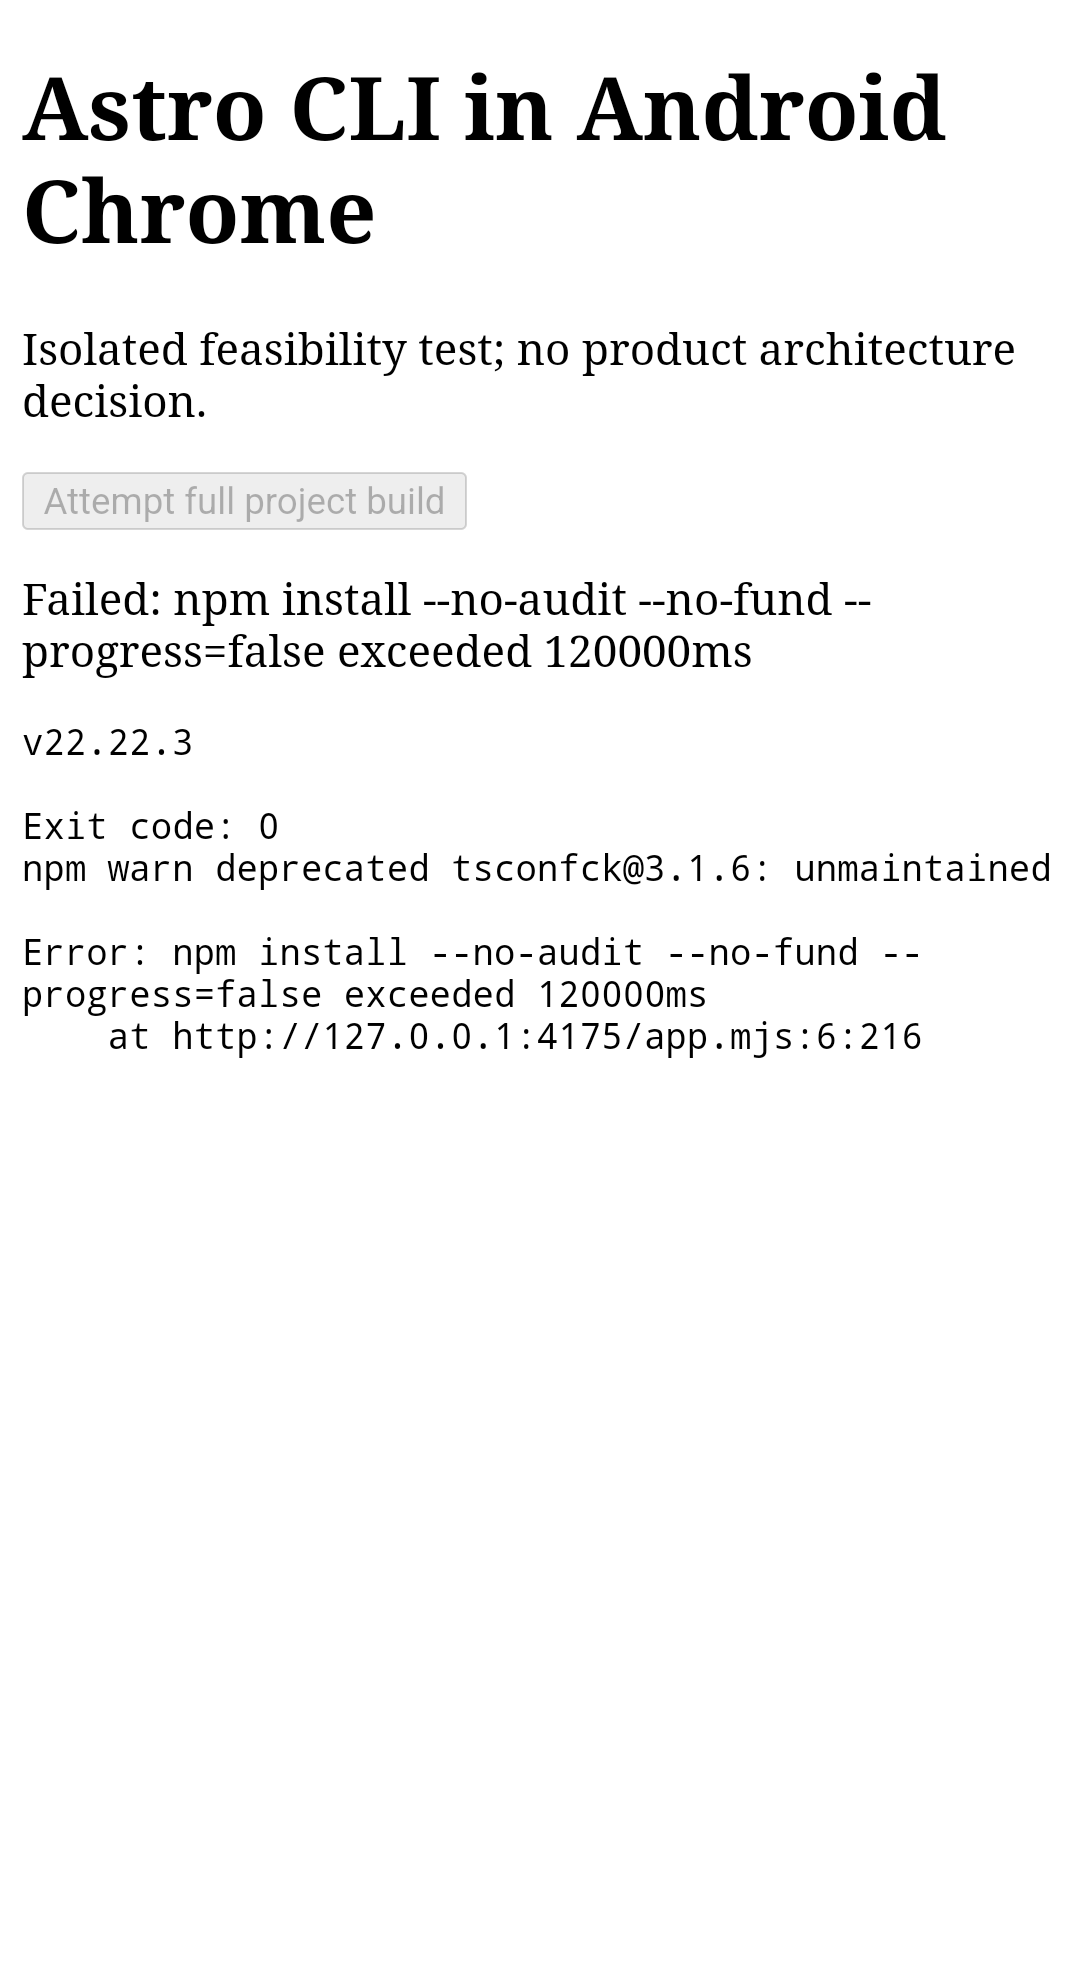 Astro CLI in Android
Chrome
Isolated feasibility test; no product architecture
decision.
Attempt full project build
Failed: npm install --no-audit --no-fund --
progress=false exceeded 120000ms
v22.22.3
Exit code: 0
npm warn deprecated tsconfck@3.1.6: unmaintained
Error: npm install --no-audit --no-fund --
progress=false exceeded 120000ms
    at http://127.0.0.1:4175/app.mjs:6:216